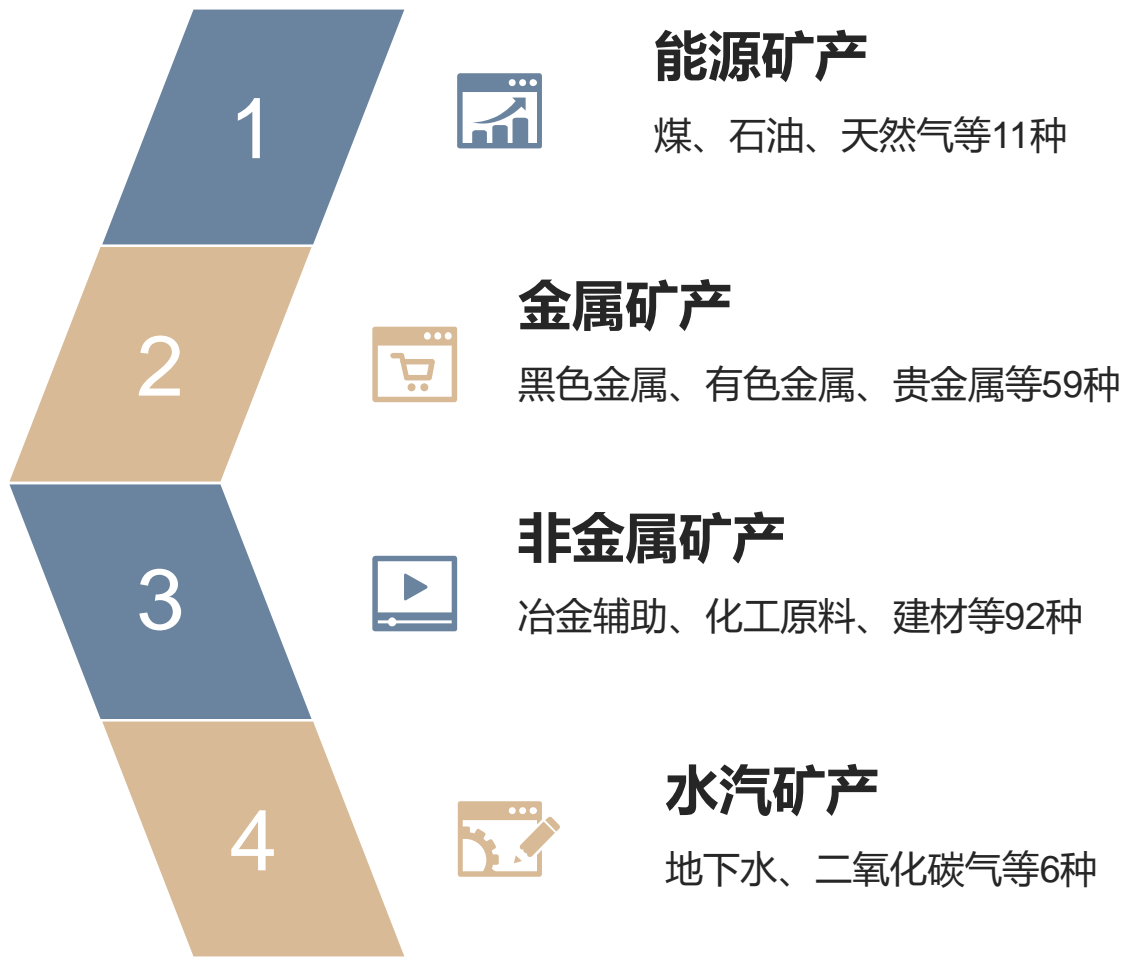 1
能源矿产
煤、石油、天然气等11种
2
金属矿产
黑色金属、有色金属、贵金属等59种
3
非金属矿产
冶金辅助、化工原料、建材等92种
4
水汽矿产
地下水、二氧化碳气等6种